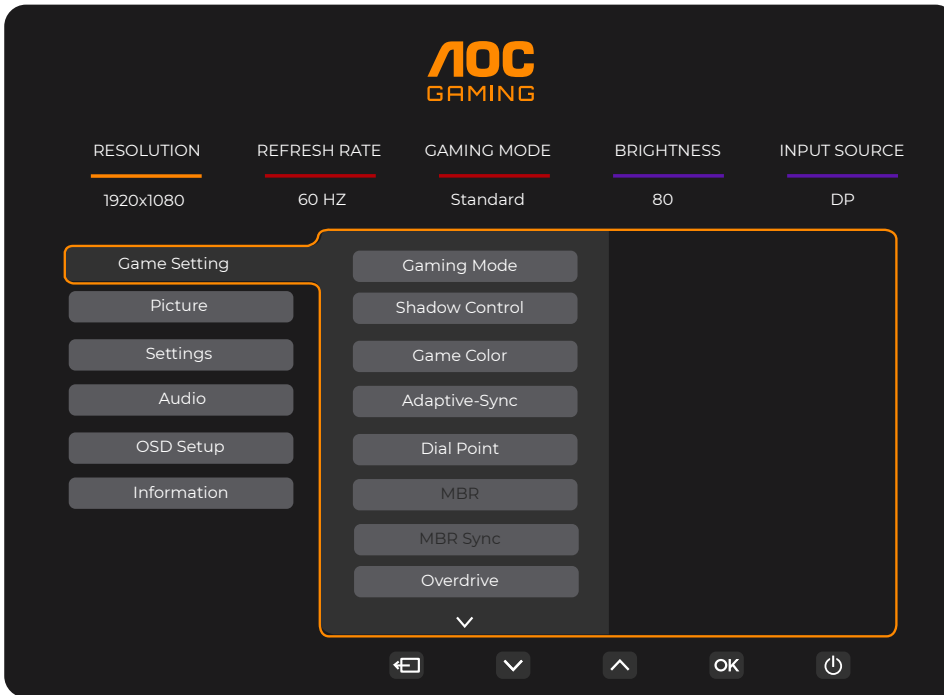 AOC
GAMING
RESOLUTION REFRESH RATE GAMING MODE BRIGHTNESS INPUT SOURCE
1920x1080 60 HZ Standard 80 DP
Game Setting
Picture
Settings
Audio
OSD Setup
Information
Gaming Mode
Shadow Control
Game Color
Adaptive-Sync
Dial Point
MBR
MBR Sync
Overdrive
OK